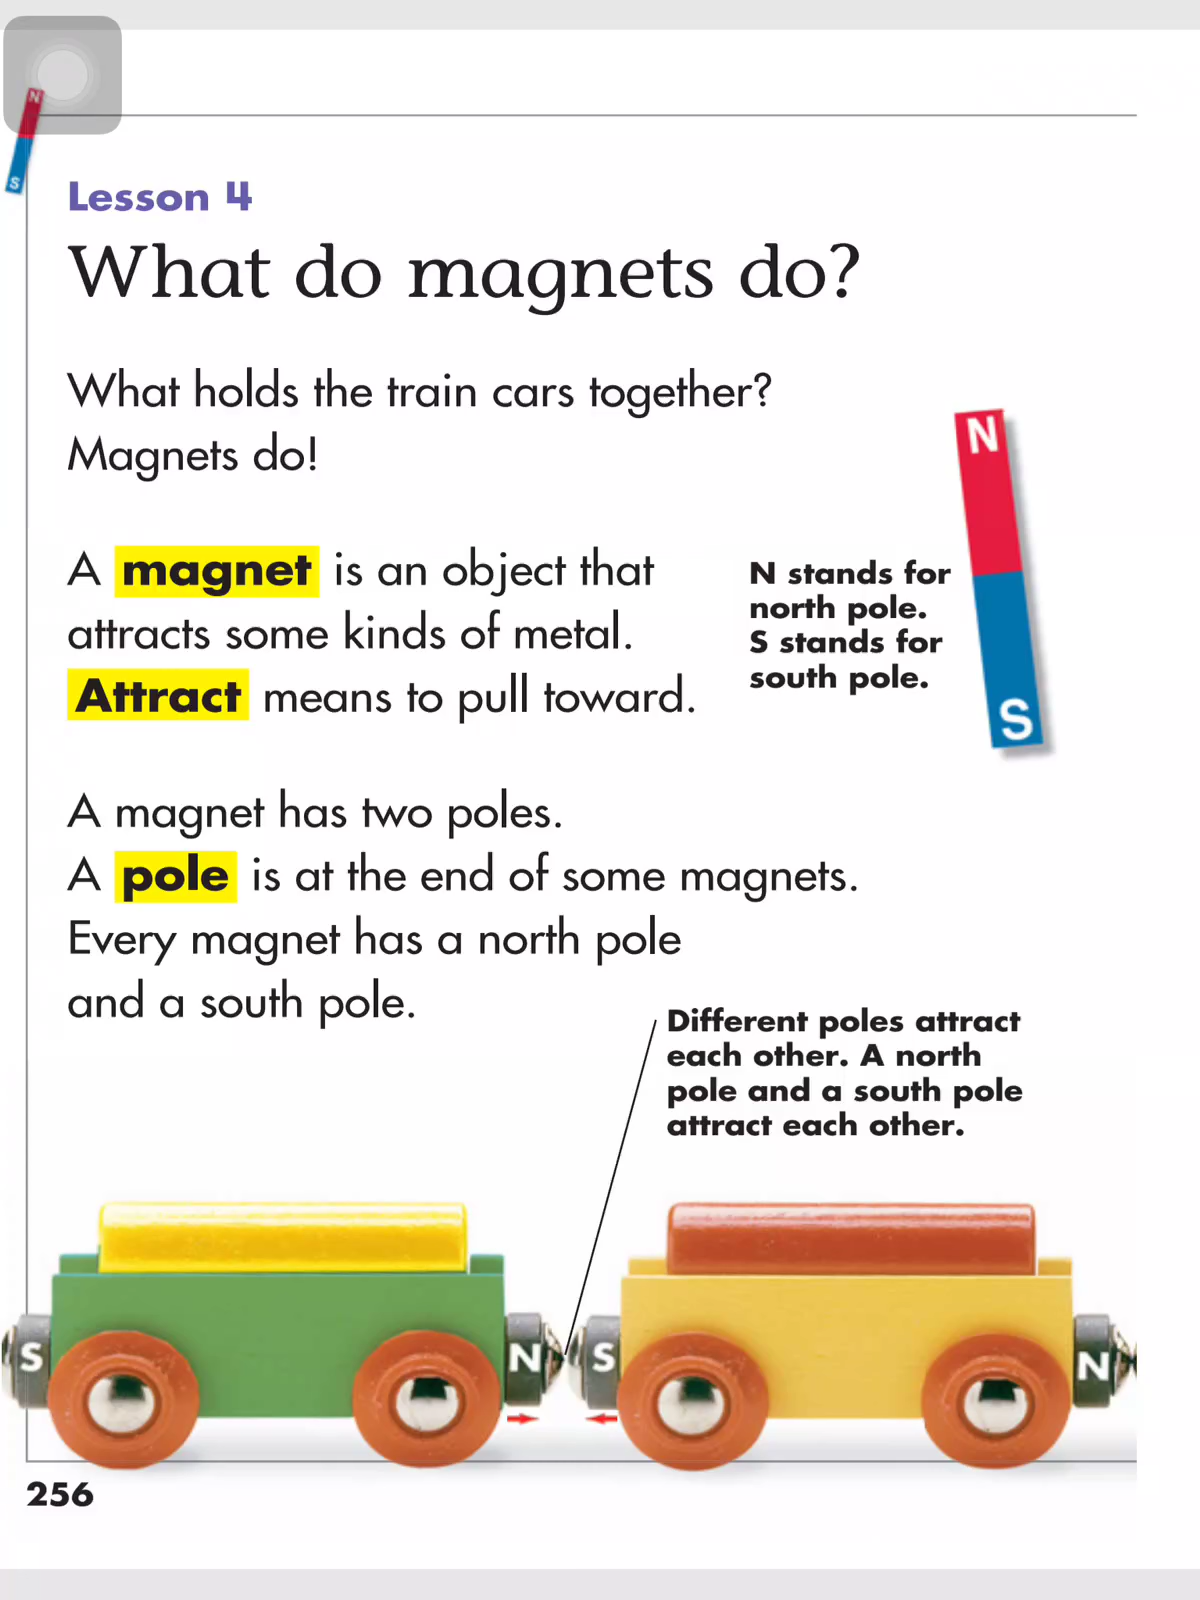 N
S
Lesson 4
What do magnets do?
What holds the train cars together?
Magnets do!
A magnet is an object that
attracts some kinds of metal.
Attract means to pull toward.
N stands for
north pole.
S stands for
south pole.
N
S
A magnet has two poles.
A pole is at the end of some magnets.
Every magnet has a north pole
and a south pole.
Different poles attract
each other. A north
pole and a south pole
attract each other.
S N S N
256